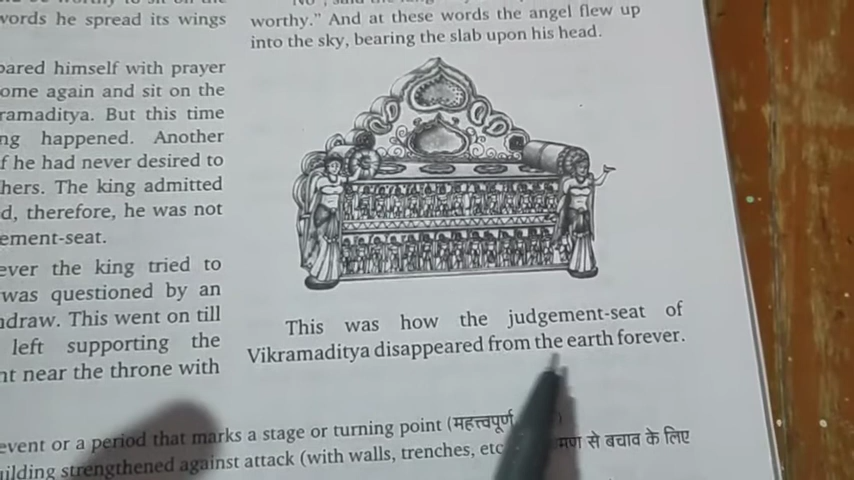 words he spread its wings
pared himself with prayer
ome again and sit on the
ramaditya. But this time
ng happened. Another
f he had never desired to
hers. The king admitted
d, therefore, he was not
ement-seat.
ever the king tried to
was questioned by an
hdraw. This went on till
left supporting the
nt near the throne with
worthy." And at these words the angel flew up
into the sky, bearing the slab upon his head.
This was how the judgement-seat of
Vikramaditya disappeared from the earth forever.
event or a period that marks a stage or turning point (महत्त्वपूर्ण
uilding strengthened against attack (with walls, trenches, etc
मण से बचाव के लिए